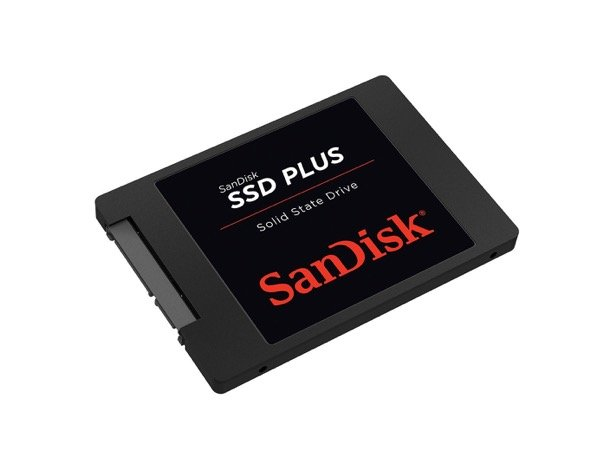 SanDisk
SSD PLUS
Solid State Drive
SanDisk®